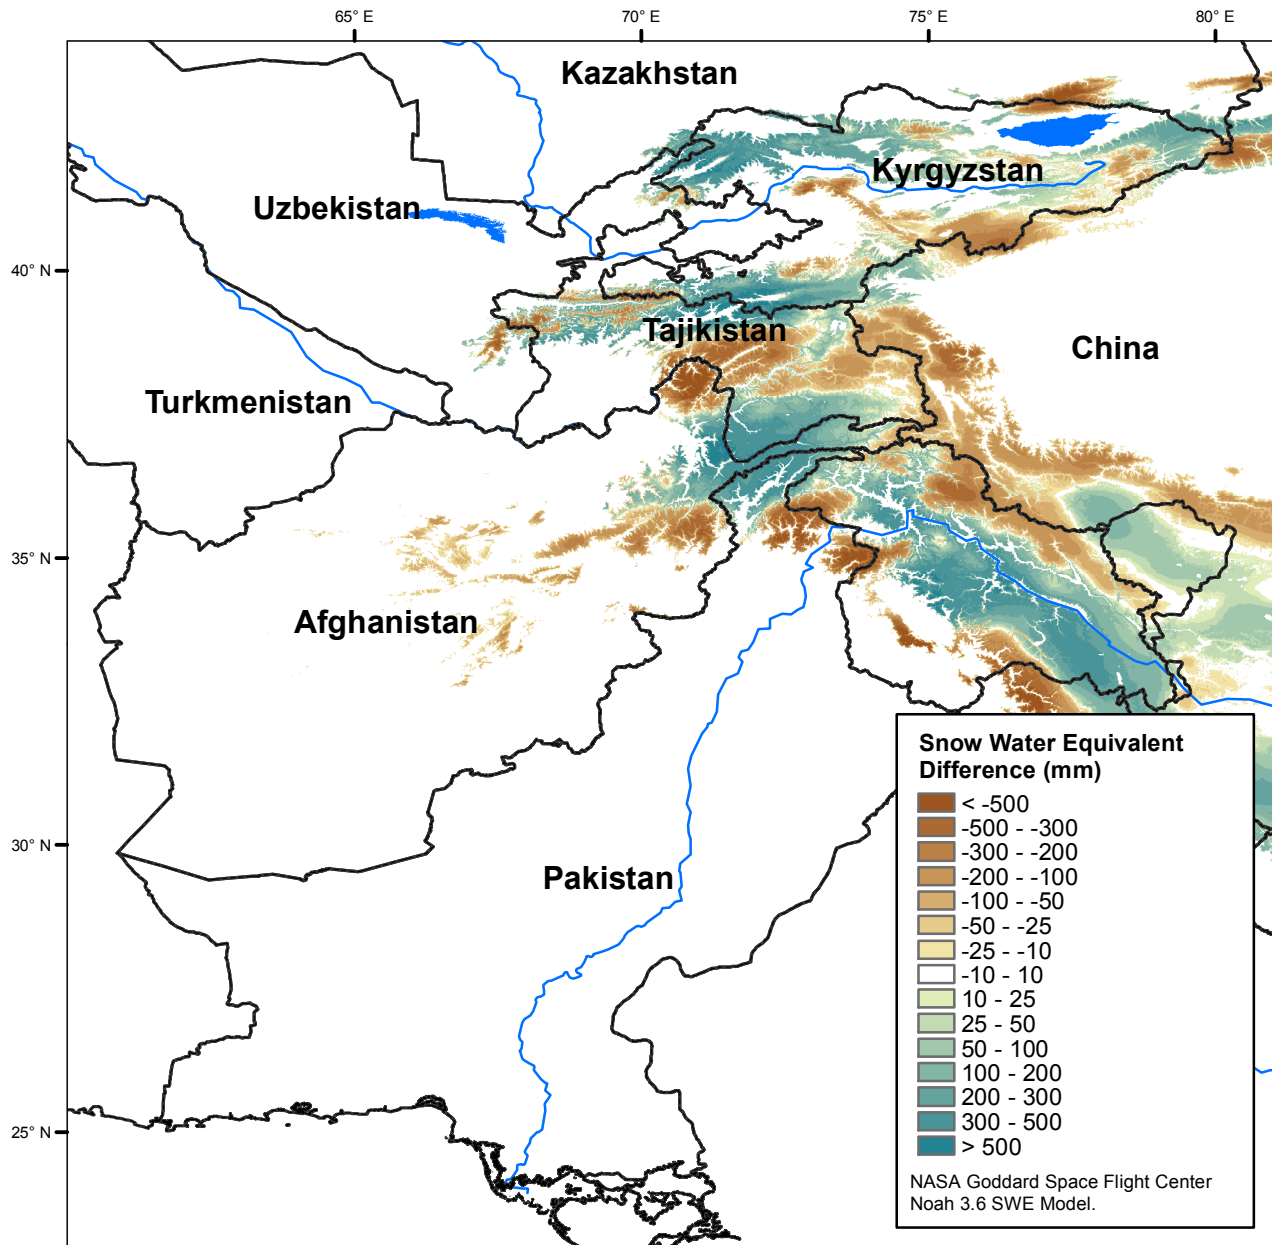 65° E
70° E
75° E
80° E
Kazakhstan
Kyrgyzstan
Uzbekistan
40° N
Tajikistan
China
Turkmenistan
35° N
Afghanistan
30° N
Pakistan
25° N
Snow Water Equivalent
Difference (mm)
< -500
-500 - -300
-300 - -200
-200 - -100
-100 - -50
-50 - -25
-25 - -10
-10 - 10
10 - 25
25 - 50
50 - 100
100 - 200
200 - 300
300 - 500
> 500
NASA Goddard Space Flight Center
Noah 3.6 SWE Model.